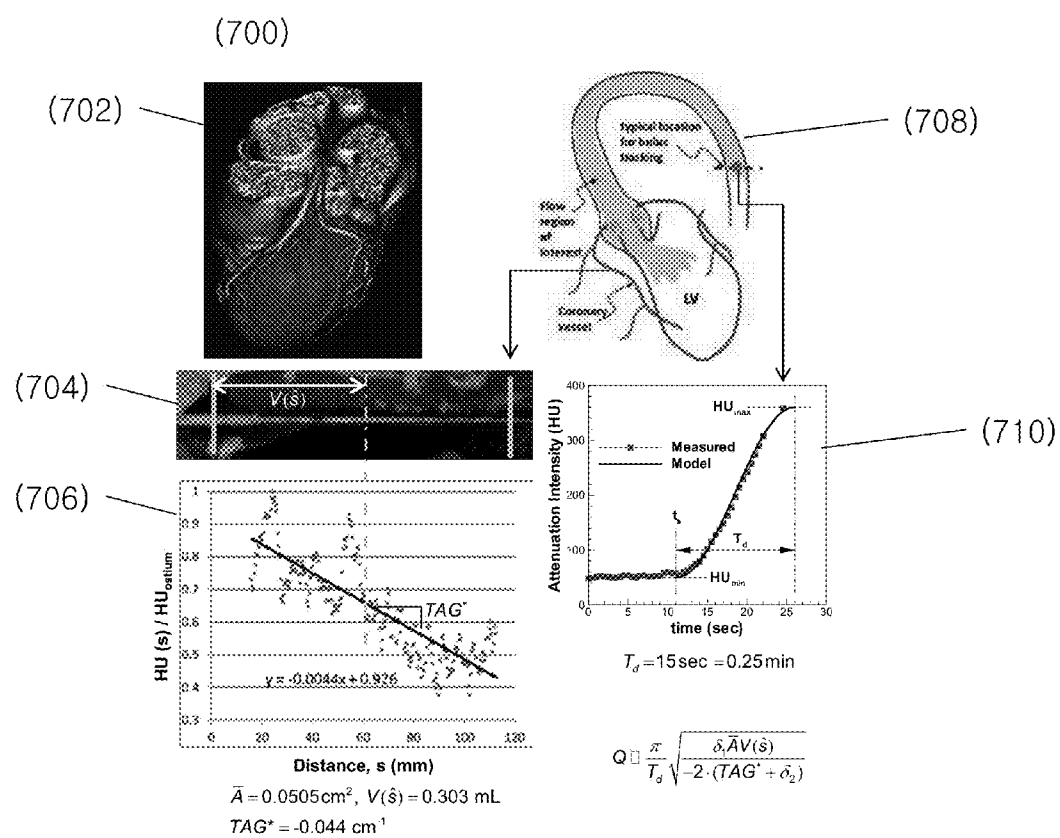 (700)
(702)
(708)
Typical location
for bolus
tracking
Flow
region
of
interest
Coronary
vessel
LV
(704)
V(ŝ)
(706)
(710)
1
0.9
0.8
0.7
0.6
0.5
0.4
0.3
HU (s) / HUostium
TAG*
y = -0.0044x + 0.926
0 20 40 60 80 100 120
Distance, s (mm)
Ā = 0.0505 cm², V(ŝ) = 0.303 mL
TAG* = -0.044 cm⁻¹
400
300
200
100
0
Attenuation Intensity (HU)
HUmax
Measured
Model
Td
HUmin
0 5 10 15 20 25 30
time (sec)
Td = 15 sec = 0.25 min
Q □ π/Td √(δ₁ĀV(ŝ) / -2·(TAG* + δ₂))